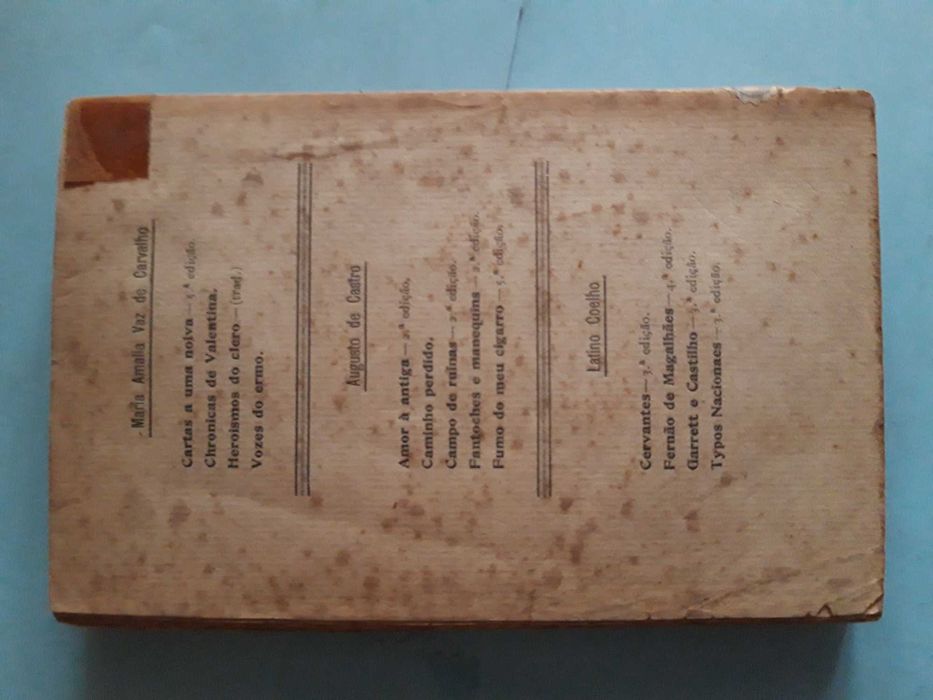 Maria Amalia Vaz de Carvalho
Cartas a uma noiva — 5.ª edição.
Chronicas de Valentina.
Heroismos do clero — (trad.)
Vozes do ermo.
Augusto de Castro
Amor à antiga — 2.ª edição.
Caminho perdido.
Campo de ruinas — 2.ª edição.
Fantoches e manequins — 2.ª edição.
Fumo do meu cigarro — 5.ª edição.
Latino Coelho
Cervantes — 3.ª edição.
Fernão de Magalhães — 4.ª edição.
Garrett e Castilho — 3.ª edição.
Typos Nacionaes — 3.ª edição.